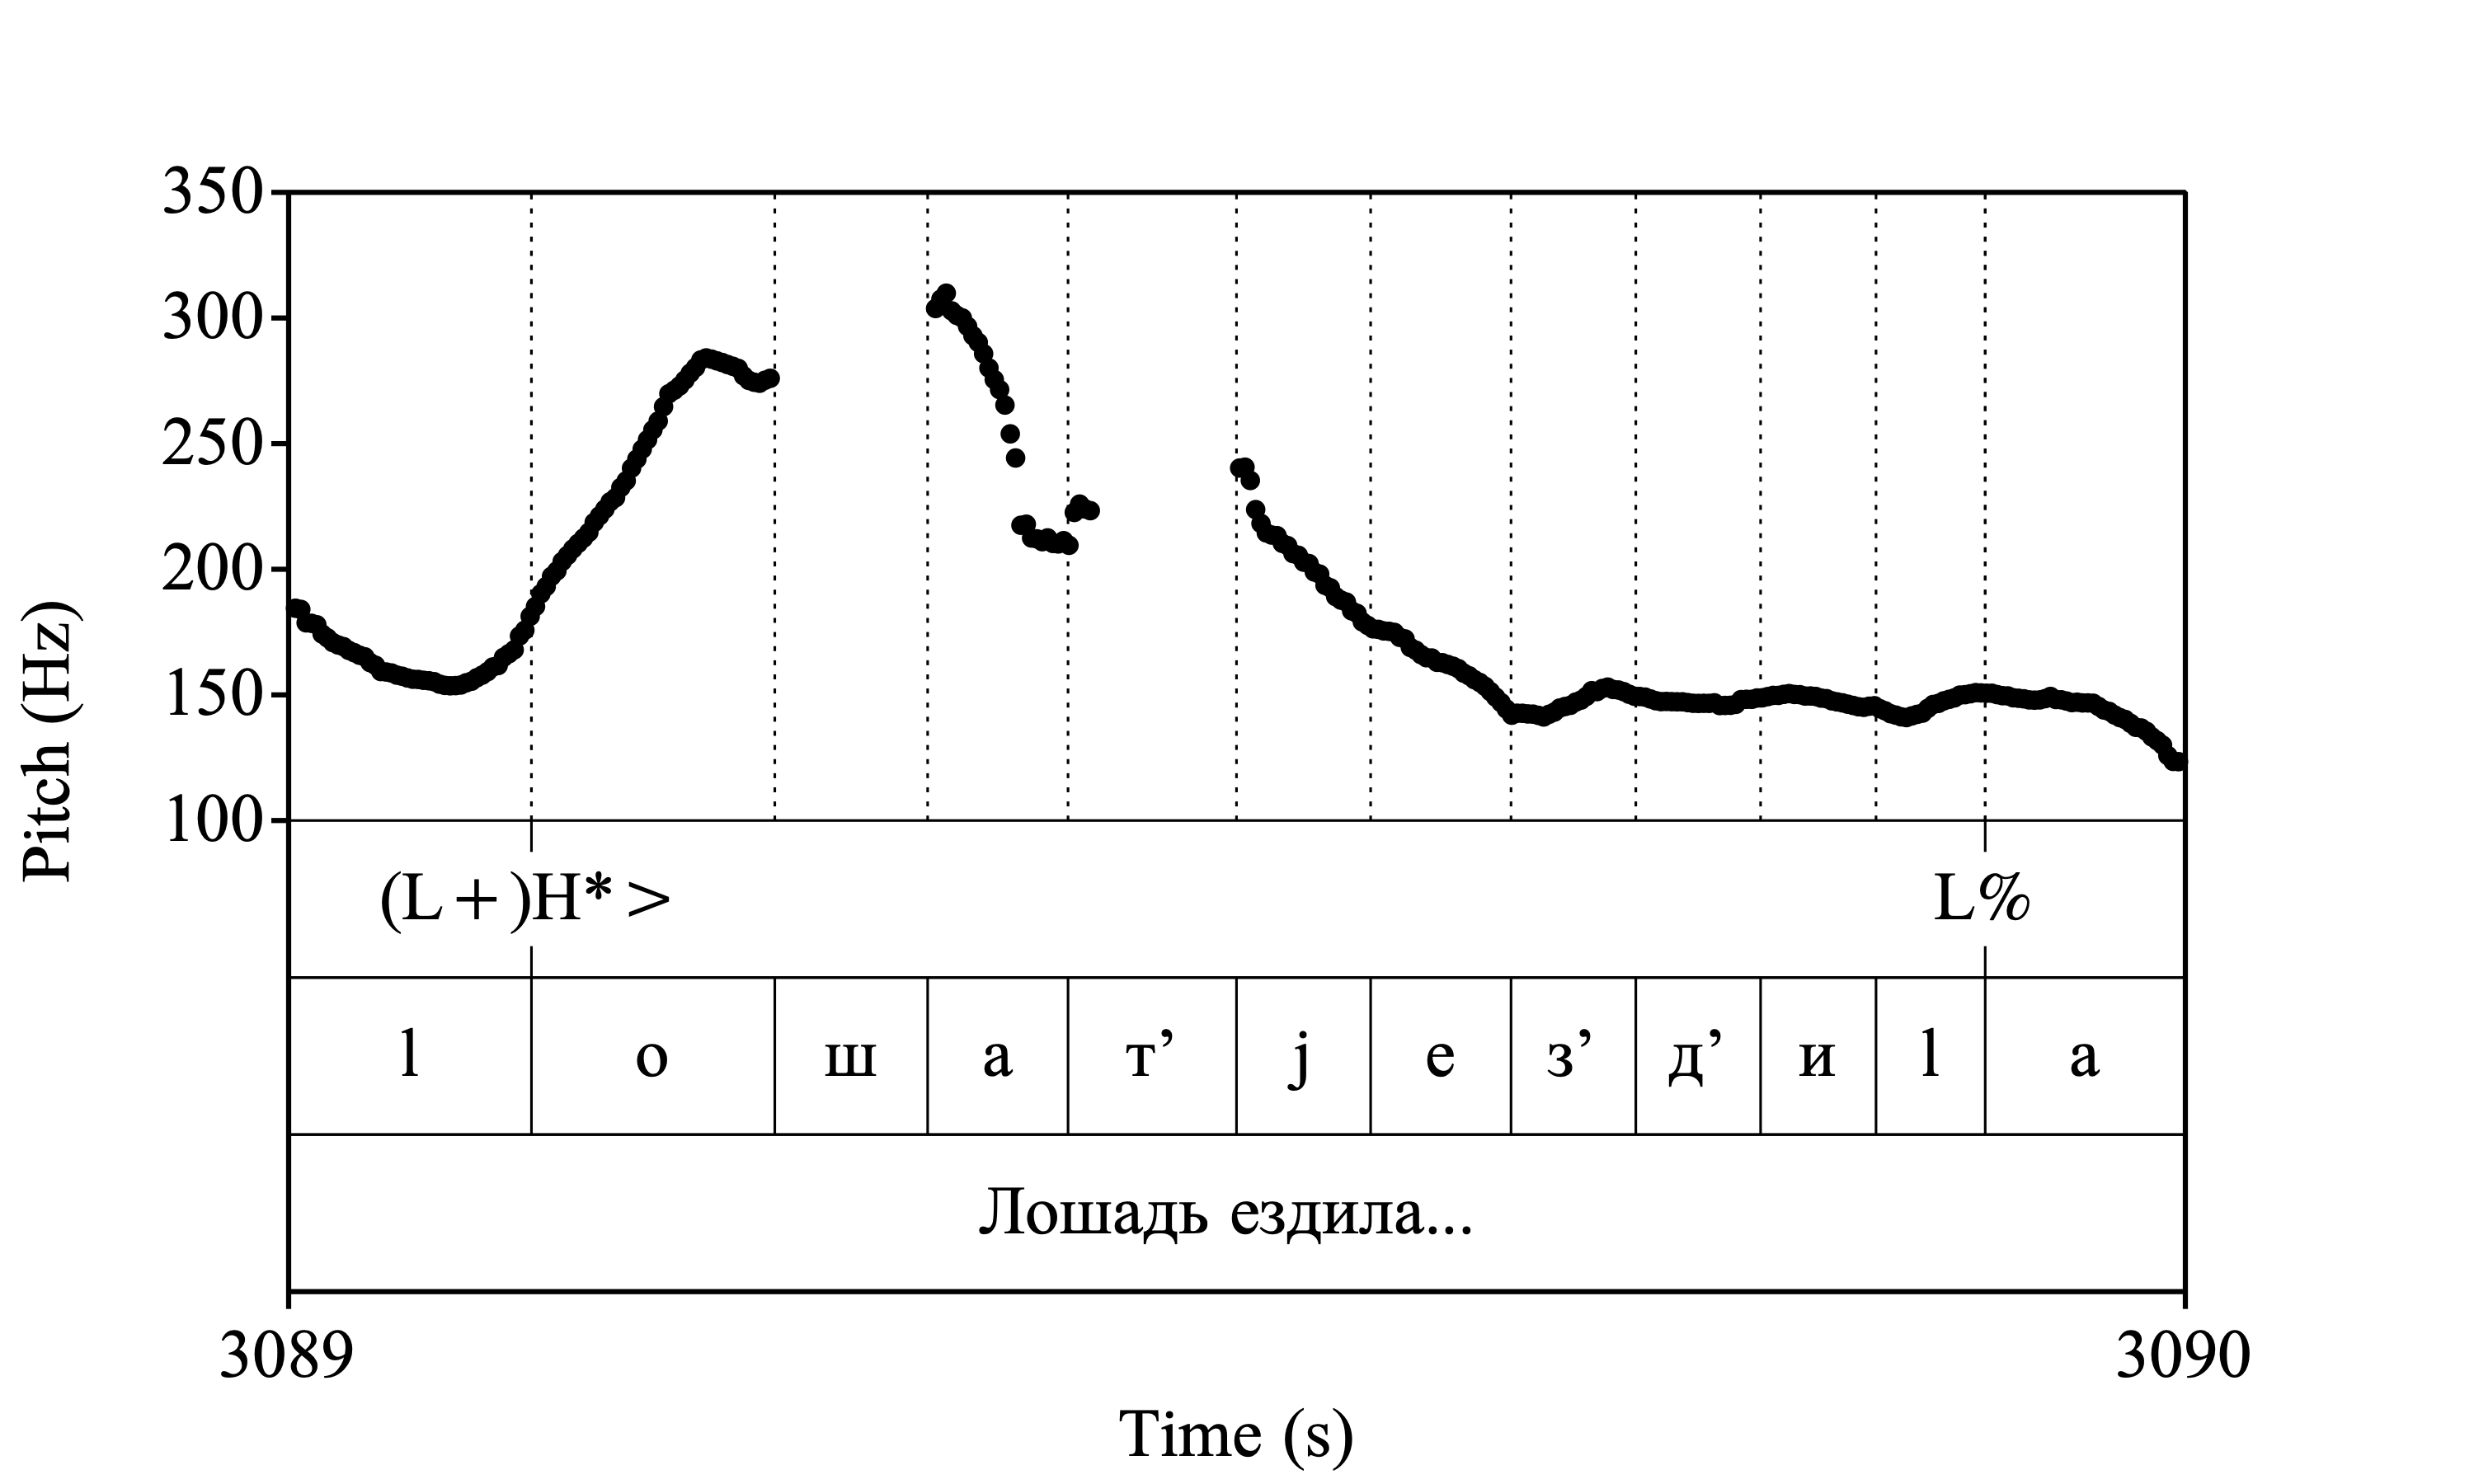 Pitch (Hz)
350
300
250
200
150
100
(L+)H*> L%
l о ш а т’ j е з’ д’ и l а
Лошадь ездила...
3089 3090
Time (s)